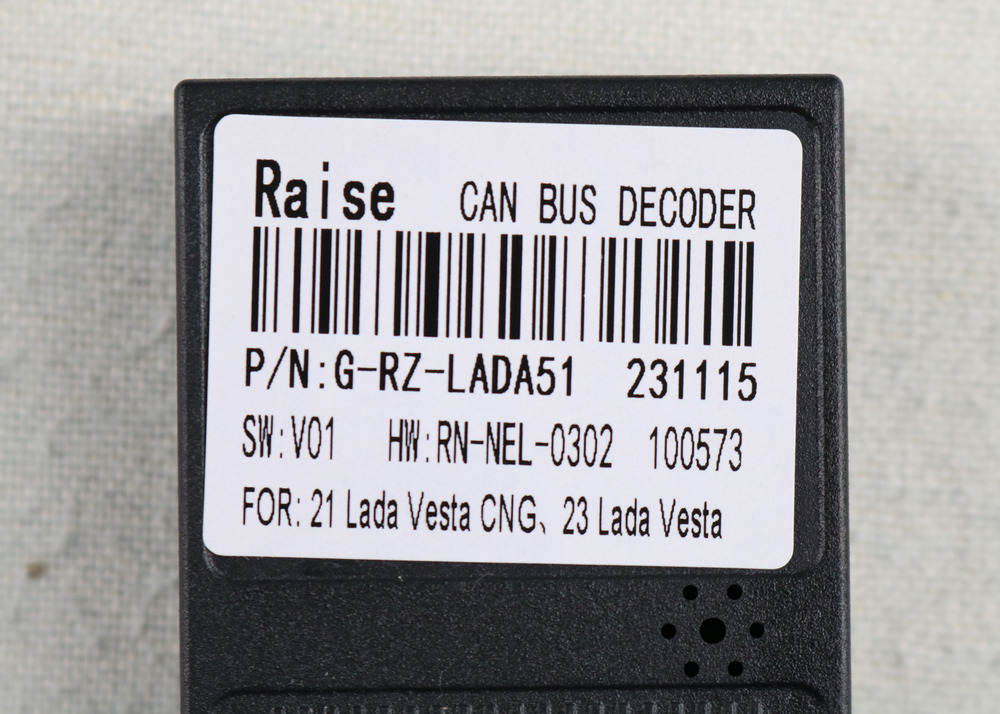 Raise CAN BUS DECODER
P/N:G-RZ-LADA51 231115
SW:V01 HW:RN-NEL-0302 100573
FOR: 21 Lada Vesta CNG、23 Lada Vesta